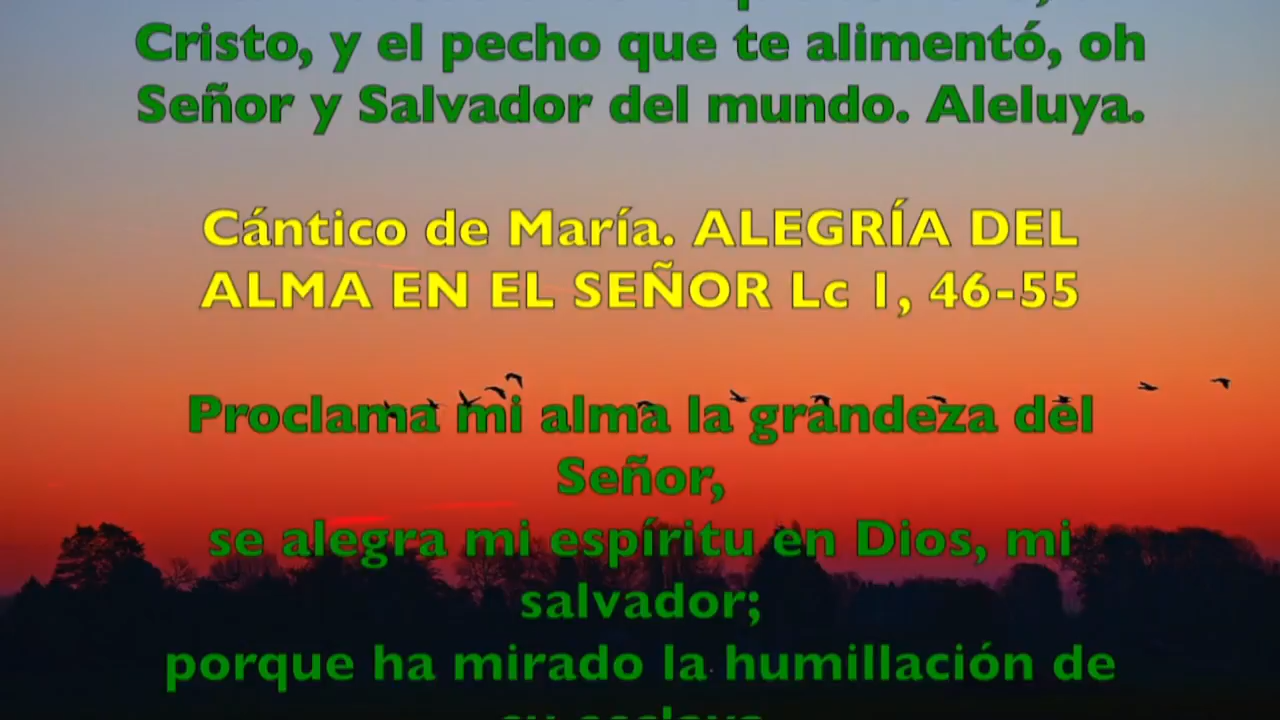 Cristo, y el pecho que te alimentó, oh
Señor y Salvador del mundo. Aleluya.
Cántico de María. ALEGRÍA DEL
ALMA EN EL SEÑOR Lc 1, 46-55
Proclama mi alma la grandeza del
Señor,
se alegra mi espíritu en Dios, mi
salvador;
porque ha mirado la humillación de
su esclava